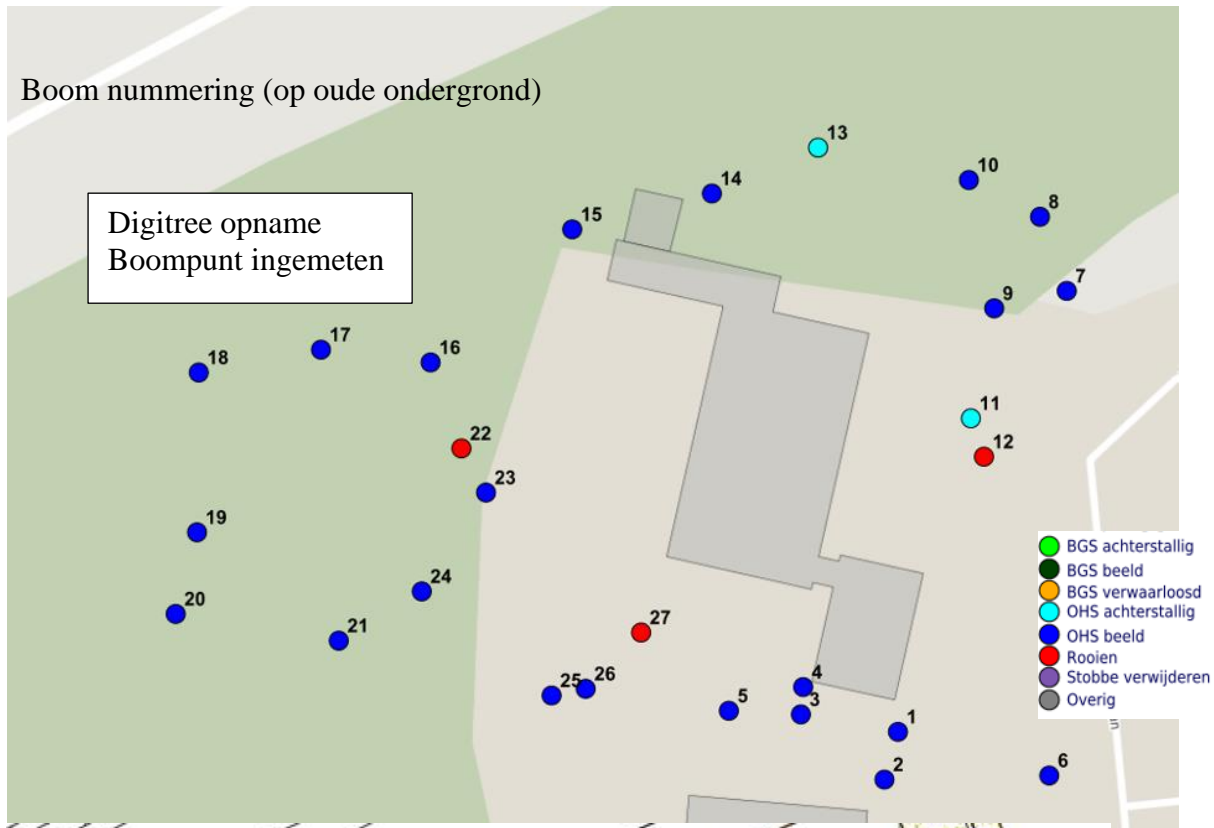 Boom nummering (op oude ondergrond)
13
10
14
8
15
Digitree opname
Boompunt ingemeten
7
9
17
16
18
11
22
12
23
19
BGS achterstallig
BGS beeld
BGS verwaarloosd
24
OHS achterstallig
20
OHS beeld
27
21
Rooien
Stobbe verwijderen
4
25
26
Overig
5
3
1
2
6